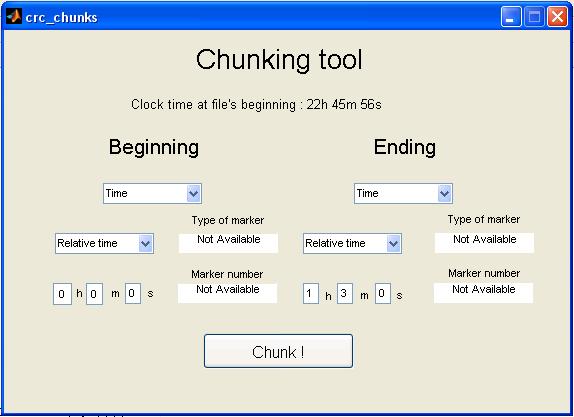 crc_chunks
Chunking tool
Clock time at file's beginning : 22h 45m 56s
Beginning Ending
Time Time
Type of marker Type of marker
Relative time Not Available Relative time Not Available
Marker number Marker number
0 h 0 m 0 s Not Available 1 h 3 m 0 s Not Available
Chunk !